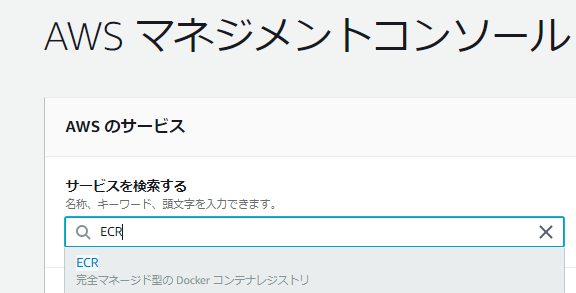 AWS マネジメントコンソール
AWS のサービス
サービスを検索する
名称、キーワード、頭文字を入力できます。
ECR
ECR
完全マネージド型の Docker コンテナレジストリ